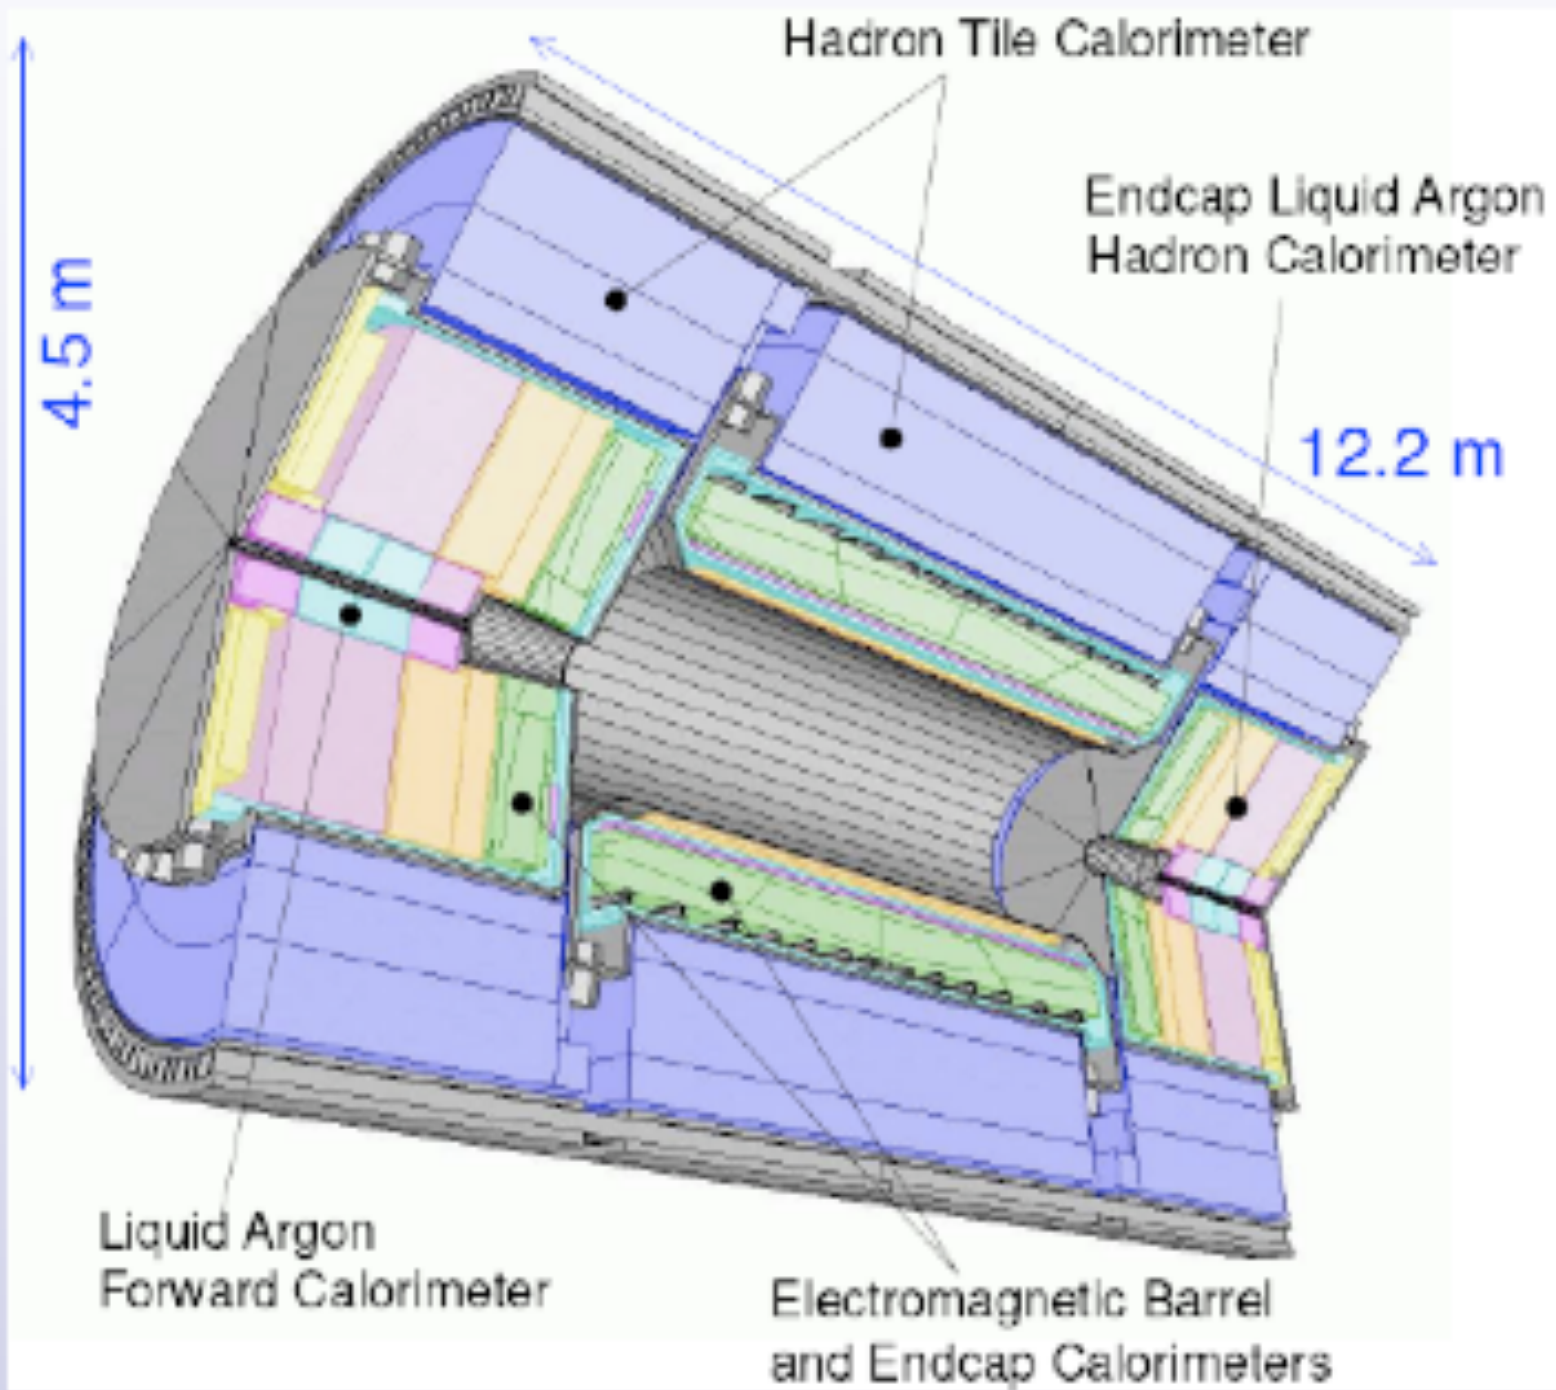 Hadron Tile Calorimeter
Endcap Liquid Argon
Hadron Calorimeter
4.5 m
12.2 m
Liquid Argon
Forward Calorimeter
Electromagnetic Barrel
and Endcap Calorimeters